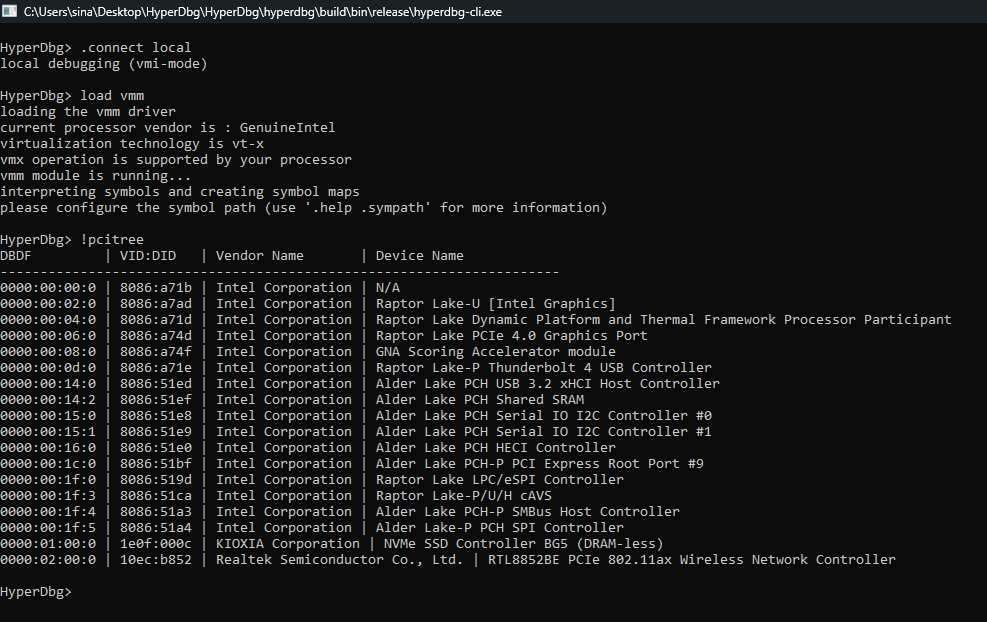 C:\Users\sina\Desktop\HyperDbg\HyperDbg\hyperdbg\build\bin\release\hyperdbg-cli.exe
HyperDbg> .connect local
local debugging (vmi-mode)
HyperDbg> load vmm
loading the vmm driver
current processor vendor is : GenuineIntel
virtualization technology is vt-x
vmx operation is supported by your processor
vmm module is running...
interpreting symbols and creating symbol maps
please configure the symbol path (use '.help .sympath' for more information)
HyperDbg> !pcitree
DBDF         | VID:DID   | Vendor Name       | Device Name
----------------------------------------------------------------------
0000:00:00:0 | 8086:a71b | Intel Corporation | N/A
0000:00:02:0 | 8086:a7ad | Intel Corporation | Raptor Lake-U [Intel Graphics]
0000:00:04:0 | 8086:a71d | Intel Corporation | Raptor Lake Dynamic Platform and Thermal Framework Processor Participant
0000:00:06:0 | 8086:a74d | Intel Corporation | Raptor Lake PCIe 4.0 Graphics Port
0000:00:08:0 | 8086:a74f | Intel Corporation | GNA Scoring Accelerator module
0000:00:0d:0 | 8086:a71e | Intel Corporation | Raptor Lake-P Thunderbolt 4 USB Controller
0000:00:14:0 | 8086:51ed | Intel Corporation | Alder Lake PCH USB 3.2 xHCI Host Controller
0000:00:14:2 | 8086:51ef | Intel Corporation | Alder Lake PCH Shared SRAM
0000:00:15:0 | 8086:51e8 | Intel Corporation | Alder Lake PCH Serial IO I2C Controller #0
0000:00:15:1 | 8086:51e9 | Intel Corporation | Alder Lake PCH Serial IO I2C Controller #1
0000:00:16:0 | 8086:51e0 | Intel Corporation | Alder Lake PCH HECI Controller
0000:00:1c:0 | 8086:51bf | Intel Corporation | Alder Lake PCH-P PCI Express Root Port #9
0000:00:1f:0 | 8086:519d | Intel Corporation | Raptor Lake LPC/eSPI Controller
0000:00:1f:3 | 8086:51ca | Intel Corporation | Raptor Lake-P/U/H cAVS
0000:00:1f:4 | 8086:51a3 | Intel Corporation | Alder Lake PCH-P SMBus Host Controller
0000:00:1f:5 | 8086:51a4 | Intel Corporation | Alder Lake-P PCH SPI Controller
0000:01:00:0 | 1e0f:000c | KIOXIA Corporation | NVMe SSD Controller BG5 (DRAM-less)
0000:02:00:0 | 10ec:b852 | Realtek Semiconductor Co., Ltd. | RTL8852BE PCIe 802.11ax Wireless Network Controller
HyperDbg>